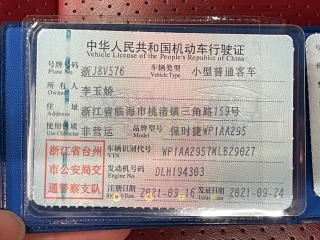 中华人民共和国机动车行驶证
Vehicle License of the People's Republic of China
号牌号码 浙J8V576 车辆类型 小型普通客车
Plate No. Vehicle Type
所有人 李玉娇
Owner
住址 浙江省临海市桃渚镇三角路159号
Address
使用性质 非营运 品牌型号 保时捷WP1AA295
Use Character Model
浙江省台州 车辆识别代号 WP1AA2957MLB29027
VIN
市公安局交 发动机号码 DLH194303
Engine No.
通警察支队 注册日期 2021-09-16 发证日期 2021-09-24
Register Date Issue Date